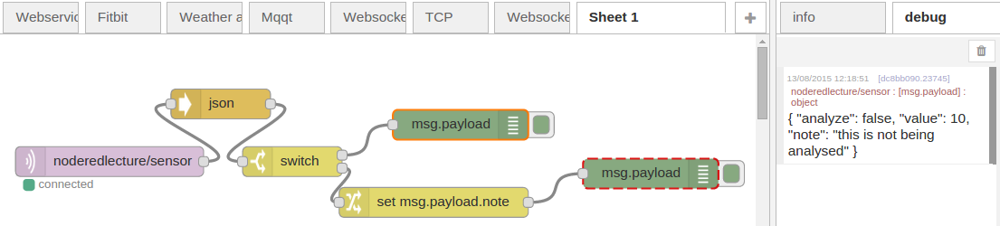 Webservic Fitbit Weather a Mqqt Websocke TCP Websocke Sheet 1 + info debug
13/08/2015 12:18:51 [dc8bb090.23745]
noderedlecture/sensor : [msg.payload] :
object
{ "analyze": false, "value": 10,
"note": "this is not being
analysed" }
json
msg.payload
noderedlecture/sensor
switch
connected
msg.payload
set msg.payload.note